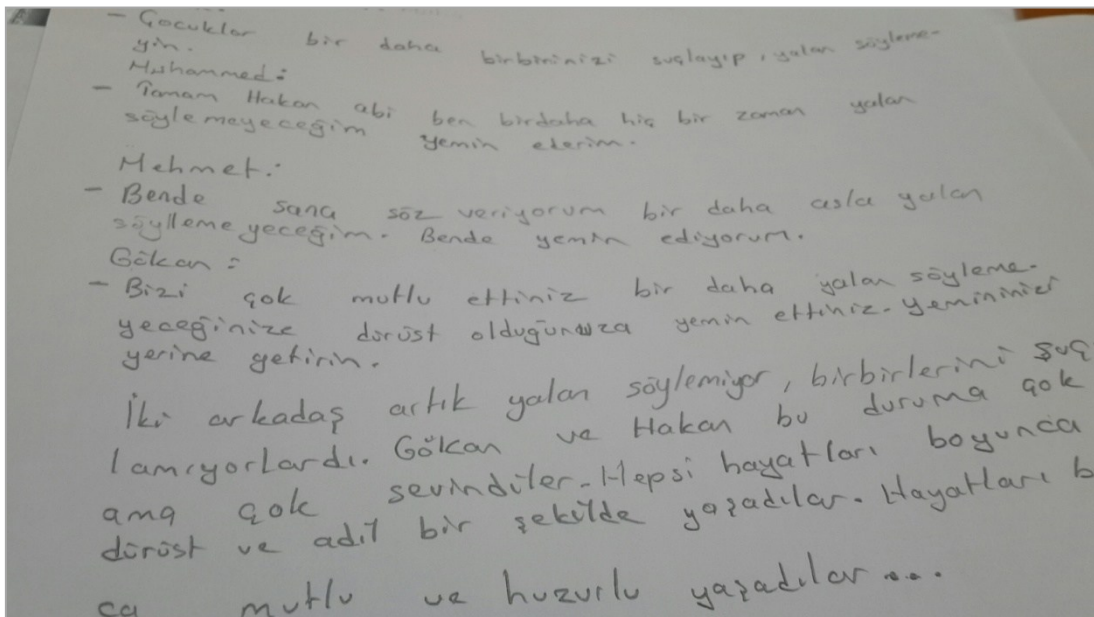 - Çocuklar bir daha birbirinizi suçlayıp, yalan söyleme-
yin.
Muhammed:
- Tamam Hakan abi ben birdaha hiç bir zaman yalan
söylemeyeceğim yemin ederim.
Mehmet:
- Bende sana söz veriyorum bir daha asla yalan
söylleme yeceğim. Bende yemin ediyorum.
Gökan:
- Bizi çok mutlu ettiniz bir daha yalan söyleme-
yeceğinize dürüst olduğunuza yemin ettiniz. yemininizi
yerine getirin.
İki arkadaş artık yalan söylemiyor, birbirlerini suç
lamıyorlardı. Gökan ve Hakan bu duruma çok
ama çok sevindiler. Hepsi hayatları boyunca
dürüst ve adil bir şekilde yaşadılar. Hayatları b
ca mutlu ve huzurlu yaşadılar...